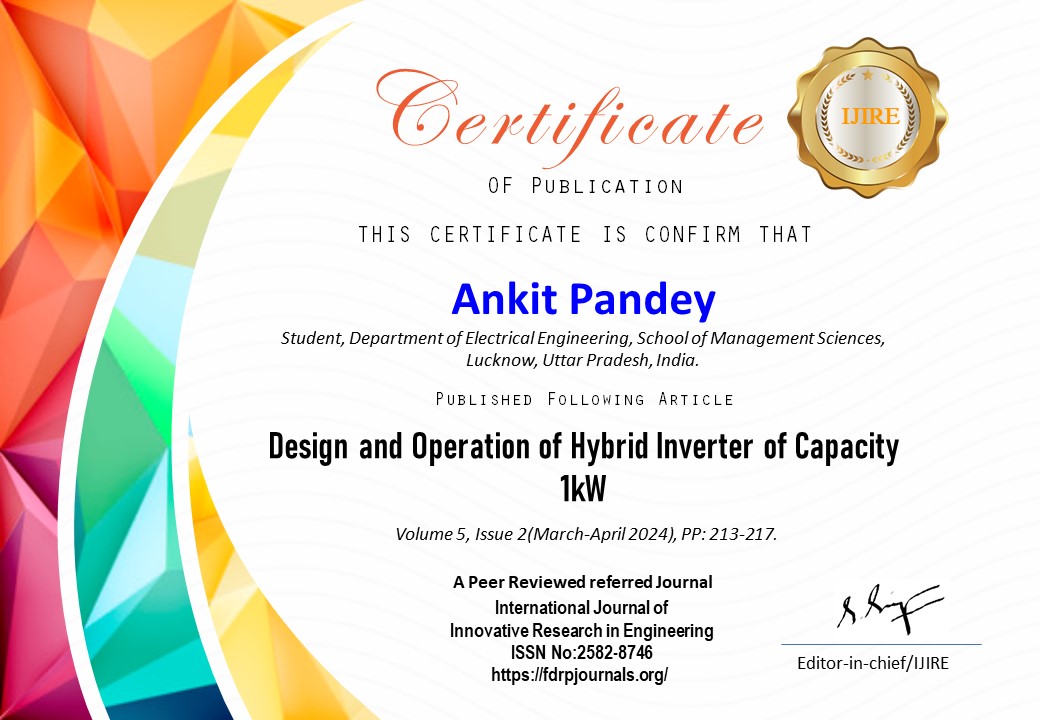 Certificate
IJIRE
OF PUBLICATION
THIS CERTIFICATE IS CONFIRM THAT
Ankit Pandey
Student, Department of Electrical Engineering, School of Management Sciences,
Lucknow, Uttar Pradesh, India.
PUBLISHED FOLLOWING ARTICLE
Design and Operation of Hybrid Inverter of Capacity
1kW
Volume 5, Issue 2(March-April 2024), PP: 213-217.
A Peer Reviewed referred Journal
International Journal of
Innovative Research in Engineering
ISSN No:2582-8746
https://fdrpjournals.org/
Editor-in-chief/IJIRE